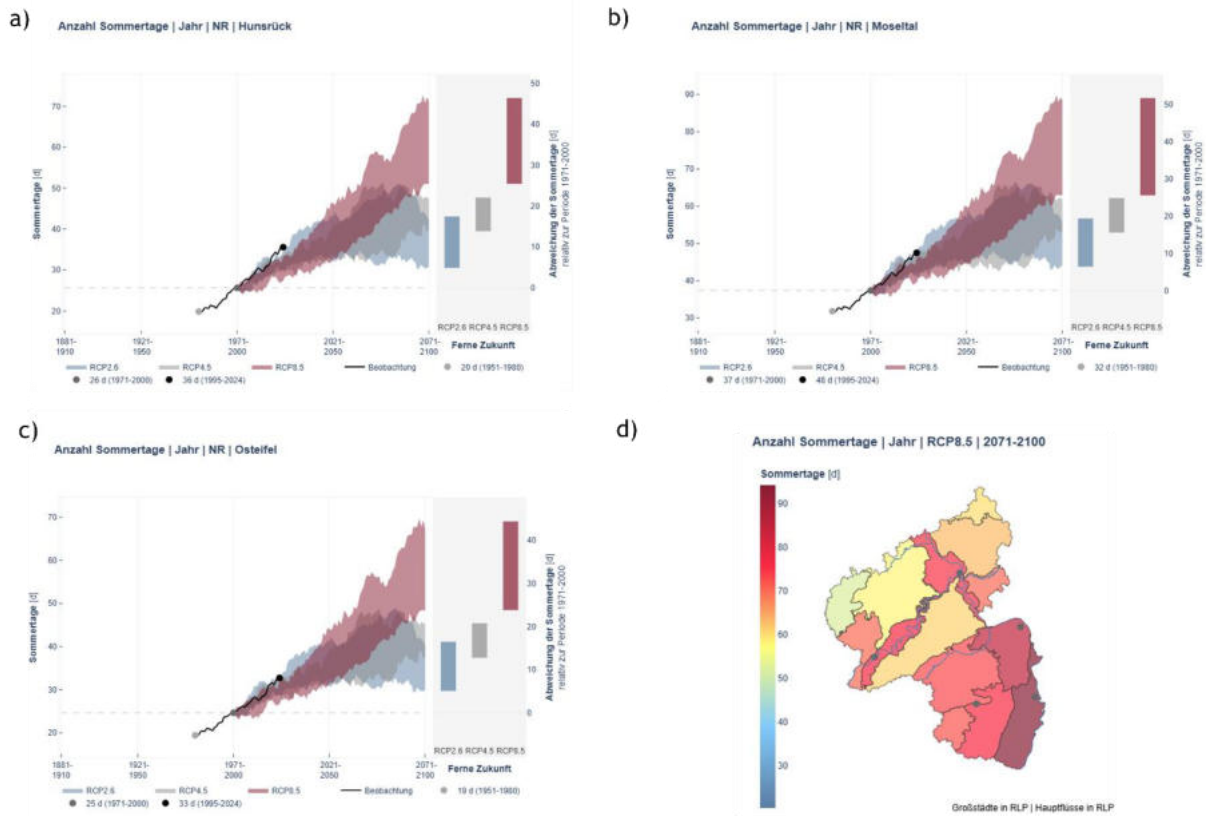 a)
Anzahl Sommertage | Jahr | NR | Hunsrück
Sommertage [d]
70
60
50
40
30
20
50
40
30
20
10
0
Abweichung der Sommertage [d]
relativ zur Periode 1971-2000
RCP2.6 RCP4.5 RCP8.5
Ferne Zukunft
1881-
1910
1921-
1950
1971-
2000
2021-
2050
2071-
2100
RCP2.6 RCP4.5 RCP8.5 Beobachtung 20 d (1951-1980)
26 d (1971-2000) 36 d (1995-2024)
b)
Anzahl Sommertage | Jahr | NR | Moseltal
Sommertage [d]
90
80
70
60
50
40
30
50
40
30
20
10
0
Abweichung der Sommertage [d]
relativ zur Periode 1971-2000
RCP2.6 RCP4.5 RCP8.5
Ferne Zukunft
1881-
1910
1921-
1950
1971-
2000
2021-
2050
2071-
2100
RCP2.6 RCP4.5 RCP8.5 Beobachtung 32 d (1951-1980)
37 d (1971-2000) (1995-2024)
c)
Anzahl Sommertage | Jahr | NR | Osteifel
Sommertage [d]
70
60
50
40
30
20
40
30
20
10
0
Abweichung der Sommertage [d]
relativ zur Periode 1971-2000
RCP2.6 RCP4.5 RCP8.5
Ferne Zukunft
1881-
1910
1921-
1950
1971-
2000
2021-
2050
2071-
2100
RCP2.6 RCP4.5 RCP8.5 Beobachtung 19 d (1951-1980)
25 d (1971-2000) 33 d (1995-2024)
d)
Anzahl Sommertage | Jahr | RCP8.5 | 2071-2100
Sommertage [d]
90
80
70
60
50
40
30
Großstädte in RLP | Hauptflüsse in RLP